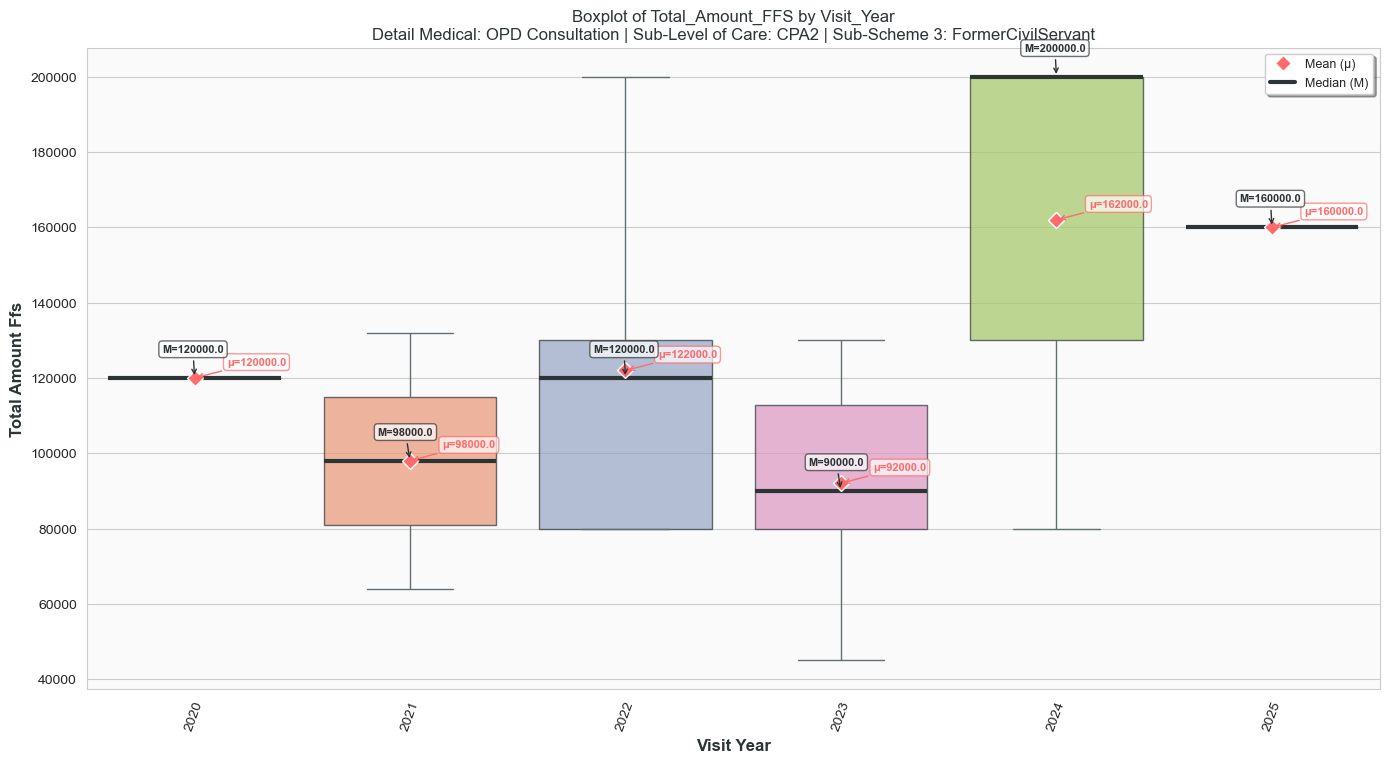 Boxplot of Total_Amount_FFS by Visit_Year
Detail Medical: OPD Consultation | Sub-Level of Care: CPA2 | Sub-Scheme 3: FormerCivilServant
Mean (μ)
Median (M)
Total Amount Ffs
200000
180000
160000
140000
120000
100000
80000
60000
40000
M=120000.0
μ=120000.0
M=98000.0
μ=98000.0
M=120000.0
μ=122000.0
M=90000.0
μ=92000.0
M=200000.0
μ=162000.0
M=160000.0
μ=160000.0
2020
2021
2022
2023
2024
2025
Visit Year